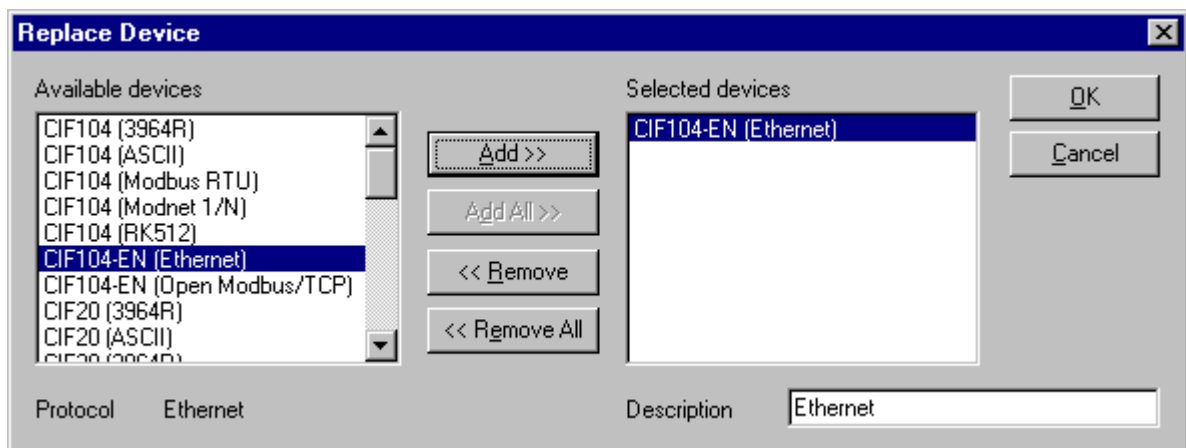 Replace Device
Available devices
CIF104 (3964R)
CIF104 (ASCII)
CIF104 (Modbus RTU)
CIF104 (Modnet 1/N)
CIF104 (RK512)
CIF104-EN (Ethernet)
CIF104-EN (Open Modbus/TCP)
CIF20 (3964R)
CIF20 (ASCII)
Add >>
Add All >>
<< Remove
<< Remove All
Selected devices
CIF104-EN (Ethernet)
OK
Cancel
Protocol Ethernet
Description Ethernet